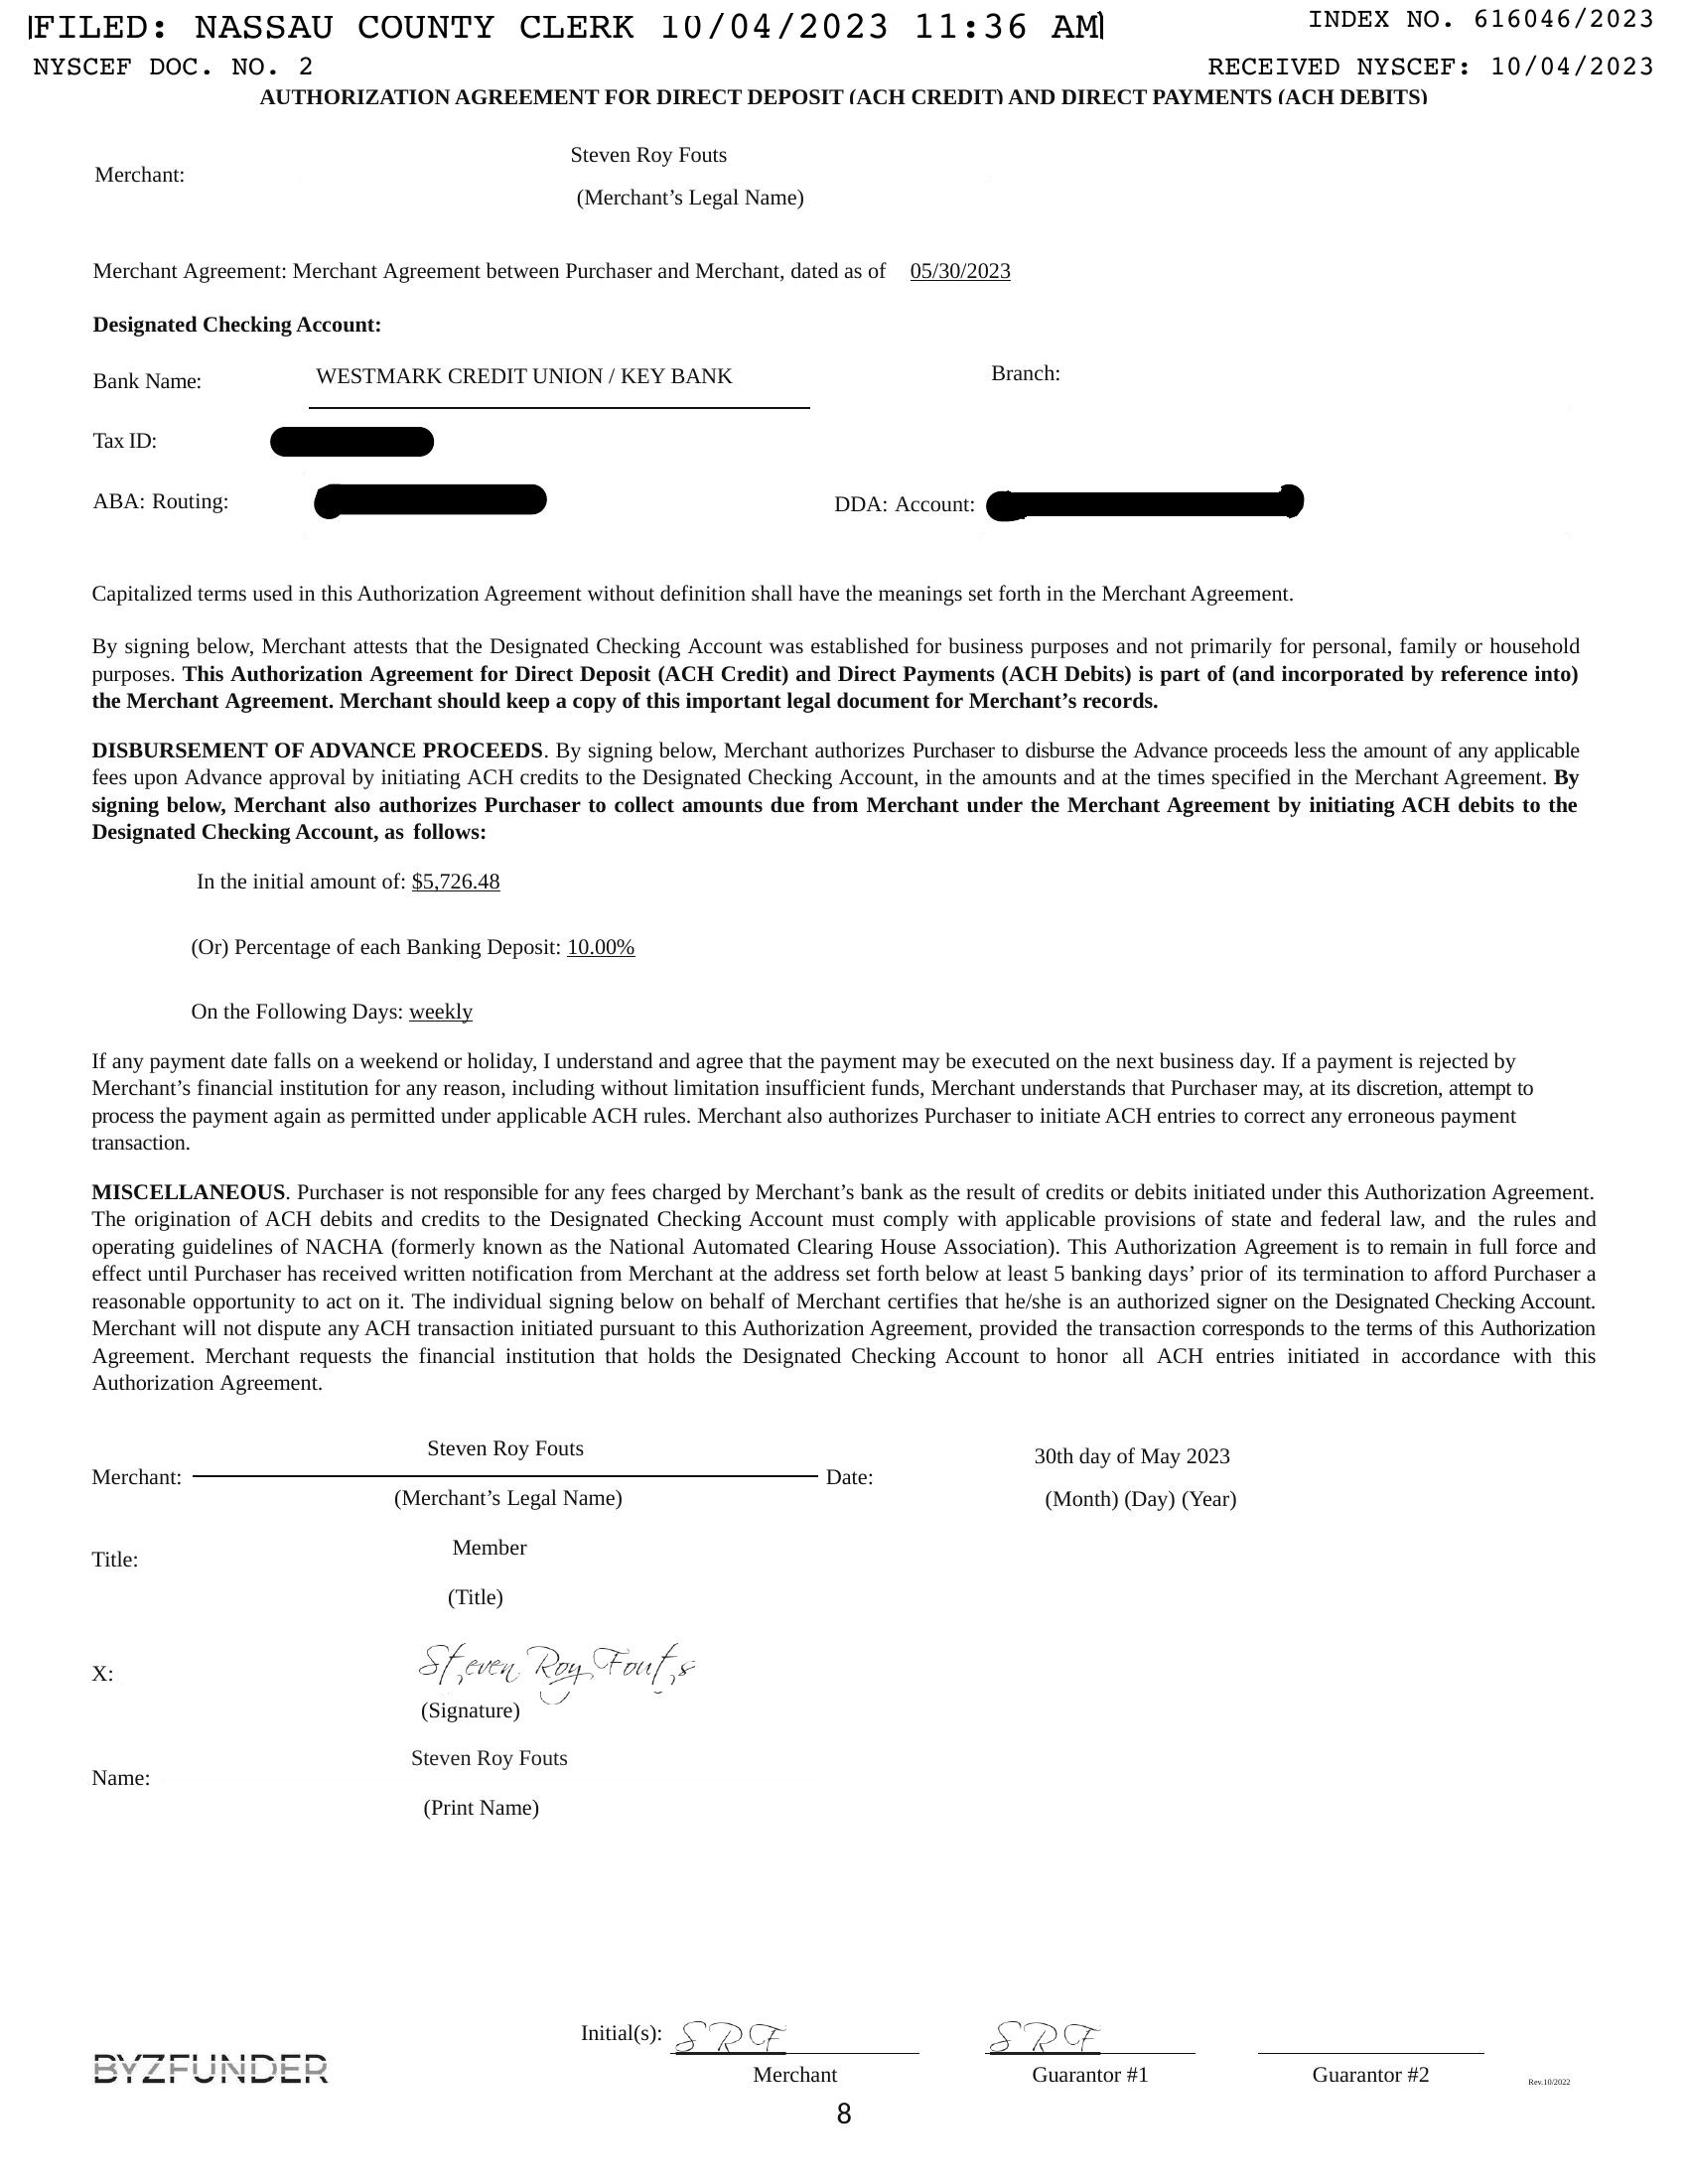 FILED: NASSAU COUNTY CLERK 10/04/2023 11:36 AM
INDEX NO. 616046/2023
NYSCEF DOC. NO. 2
RECEIVED NYSCEF: 10/04/2023
AUTHORIZATION AGREEMENT FOR DIRECT DEPOSIT (ACH CREDIT) AND DIRECT PAYMENTS (ACH DEBITS)
Steven Roy Fouts
Merchant:
(Merchant’s Legal Name)
Merchant Agreement: Merchant Agreement between Purchaser and Merchant, dated as of 05/30/2023
Designated Checking Account:
Bank Name: WESTMARK CREDIT UNION / KEY BANK Branch:
Tax ID:
ABA: Routing: DDA: Account:
Capitalized terms used in this Authorization Agreement without definition shall have the meanings set forth in the Merchant Agreement.
By signing below, Merchant attests that the Designated Checking Account was established for business purposes and not primarily for personal, family or household
purposes. This Authorization Agreement for Direct Deposit (ACH Credit) and Direct Payments (ACH Debits) is part of (and incorporated by reference into)
the Merchant Agreement. Merchant should keep a copy of this important legal document for Merchant’s records.
DISBURSEMENT OF ADVANCE PROCEEDS. By signing below, Merchant authorizes Purchaser to disburse the Advance proceeds less the amount of any applicable
fees upon Advance approval by initiating ACH credits to the Designated Checking Account, in the amounts and at the times specified in the Merchant Agreement. By
signing below, Merchant also authorizes Purchaser to collect amounts due from Merchant under the Merchant Agreement by initiating ACH debits to the
Designated Checking Account, as follows:
In the initial amount of: $5,726.48
(Or) Percentage of each Banking Deposit: 10.00%
On the Following Days: weekly
If any payment date falls on a weekend or holiday, I understand and agree that the payment may be executed on the next business day. If a payment is rejected by
Merchant’s financial institution for any reason, including without limitation insufficient funds, Merchant understands that Purchaser may, at its discretion, attempt to
process the payment again as permitted under applicable ACH rules. Merchant also authorizes Purchaser to initiate ACH entries to correct any erroneous payment
transaction.
MISCELLANEOUS. Purchaser is not responsible for any fees charged by Merchant’s bank as the result of credits or debits initiated under this Authorization Agreement.
The origination of ACH debits and credits to the Designated Checking Account must comply with applicable provisions of state and federal law, and the rules and
operating guidelines of NACHA (formerly known as the National Automated Clearing House Association). This Authorization Agreement is to remain in full force and
effect until Purchaser has received written notification from Merchant at the address set forth below at least 5 banking days’ prior of its termination to afford Purchaser a
reasonable opportunity to act on it. The individual signing below on behalf of Merchant certifies that he/she is an authorized signer on the Designated Checking Account.
Merchant will not dispute any ACH transaction initiated pursuant to this Authorization Agreement, provided the transaction corresponds to the terms of this Authorization
Agreement. Merchant requests the financial institution that holds the Designated Checking Account to honor all ACH entries initiated in accordance with this
Authorization Agreement.
Steven Roy Fouts 30th day of May 2023
Merchant: Date:
(Merchant’s Legal Name) (Month) (Day) (Year)
Member
Title:
(Title)
X: Steven Roy Fouts
(Signature)
Steven Roy Fouts
Name:
(Print Name)
Initial(s): SRF SRF
BYZFUNDER
Merchant Guarantor #1 Guarantor #2 Rev.10/2022
8